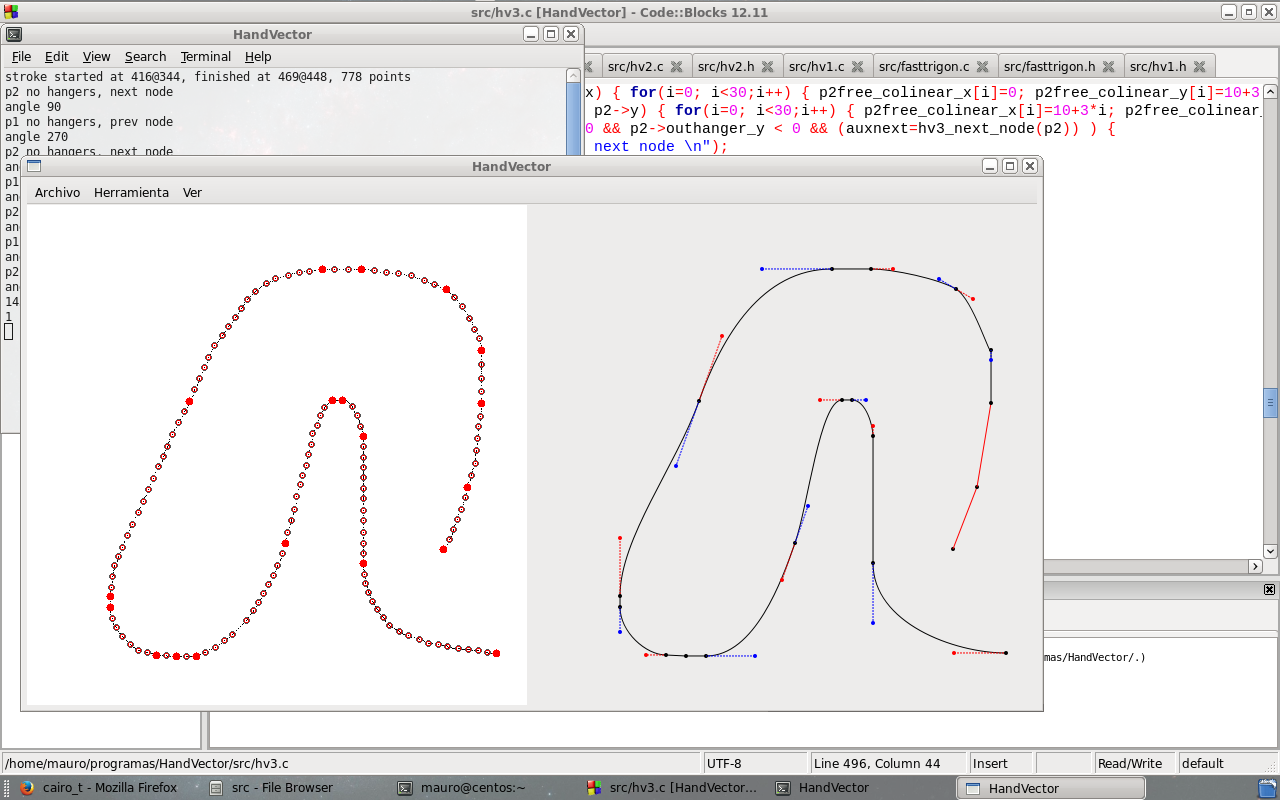 src/hv3.c [HandVector] - Code::Blocks 12.11
HandVector
File Edit View Search Terminal Help
stroke started at 416@344, finished at 469@448, 778 points
p2 no hangers, next node
angle 90
p1 no hangers, prev node
angle 270
p2 no hangers, next node
an
p1
an
p2
an
p1
an
p2
an
14
1
src/hv2.c src/hv2.h src/hv1.c src/fasttrigon.c src/fasttrigon.h src/hv1.h
x) { for(i=0; i<30;i++) { p2free_colinear_x[i]=0; p2free_colinear_y[i]=10+3
p2->y) { for(i=0; i<30;i++) { p2free_colinear_x[i]=10+3*i; p2free_colinear_
0 && p2->outhanger_y < 0 && (auxnext=hv3_next_node(p2)) ) {
next node \n");
HandVector
Archivo Herramienta Ver
mas/HandVector/.)
/home/mauro/programas/HandVector/src/hv3.c UTF-8 Line 496, Column 44 Insert Read/Write default
cairo_t - Mozilla Firefox src - File Browser mauro@centos:~ src/hv3.c [HandVector... HandVector HandVector